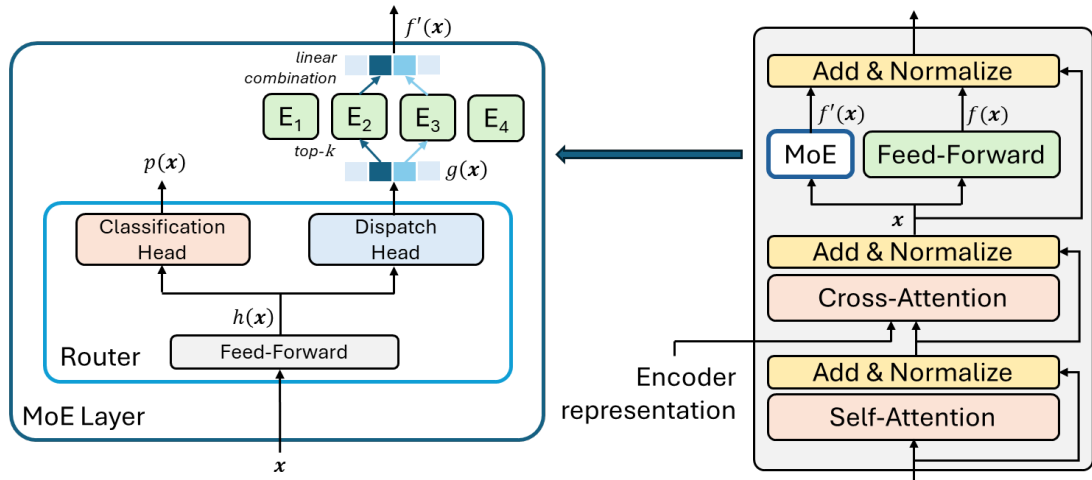 f′(x)
linear
combination
E1
E2
E3
E4
top-k
g(x)
p(x)
Classification
Head
Dispatch
Head
h(x)
Feed-Forward
Router
MoE Layer
x
Add & Normalize
f′(x)
f(x)
MoE
Feed-Forward
x
Add & Normalize
Cross-Attention
Encoder
representation
Add & Normalize
Self-Attention